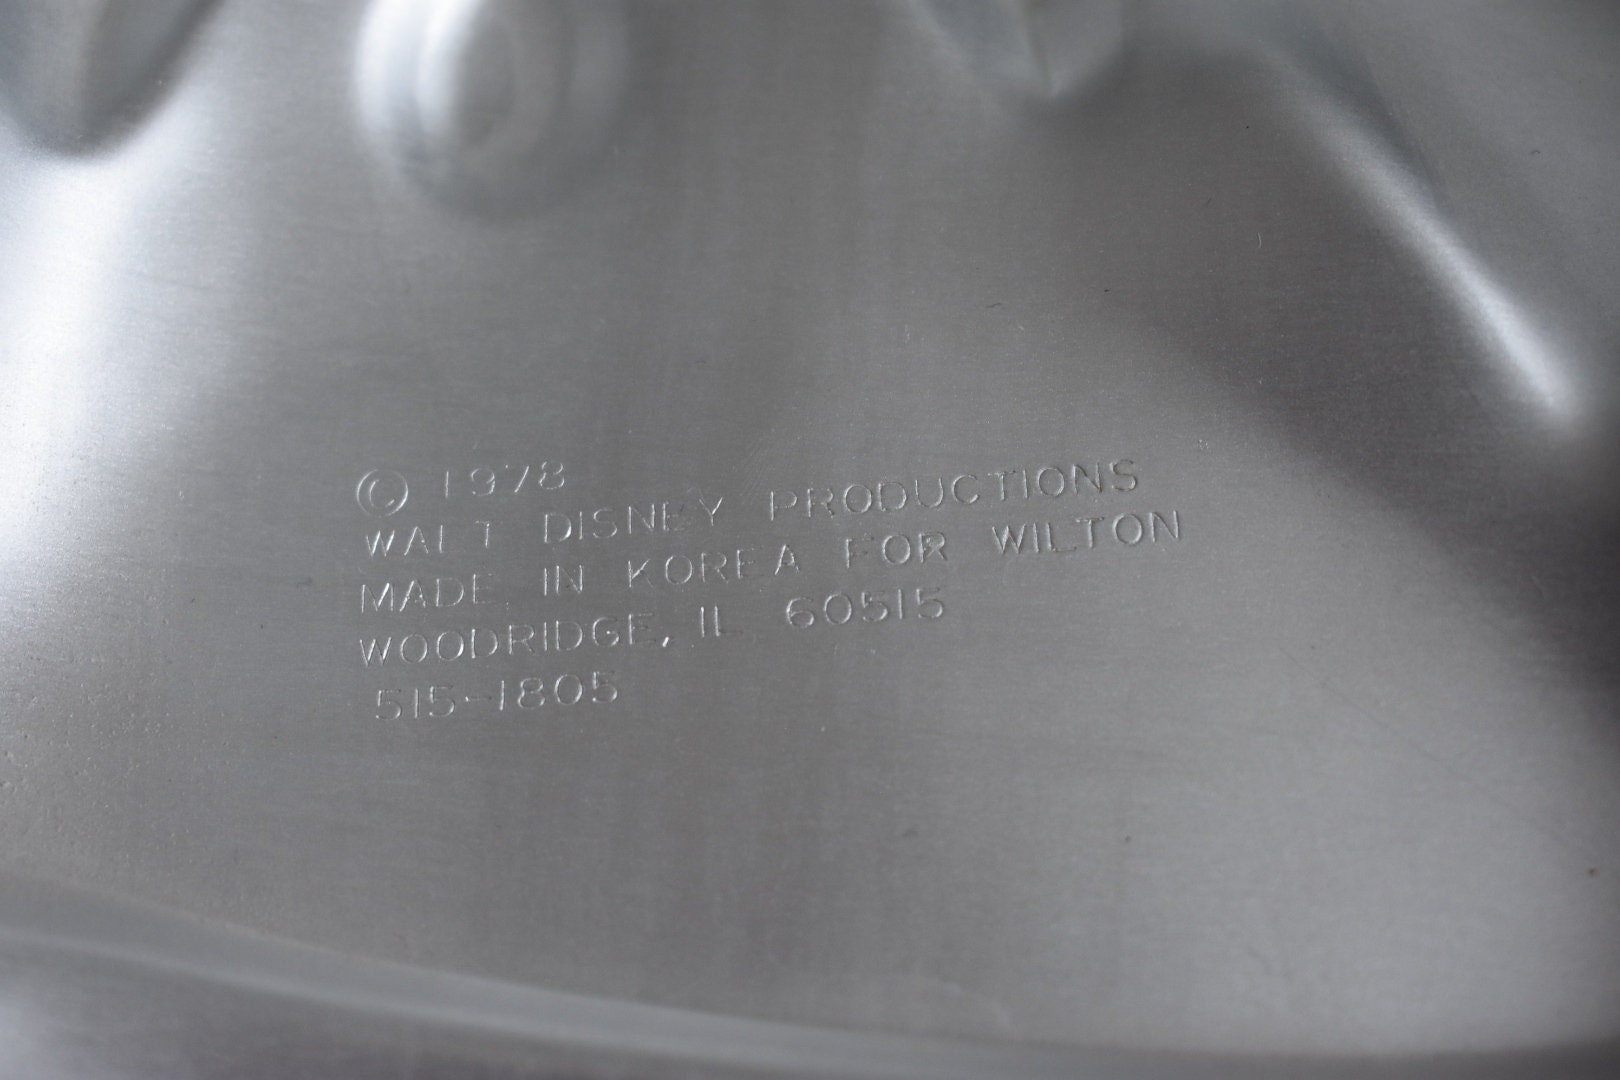 © 1978
WALT DISNEY PRODUCTIONS
MADE IN KOREA FOR WILTON
WOODRIDGE, IL 60515
515-1805